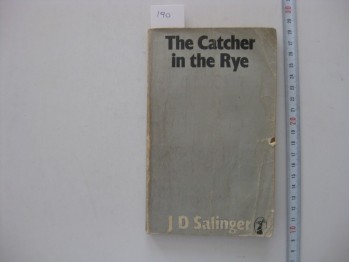 190
The Catcher
in the Rye
J D Salinger